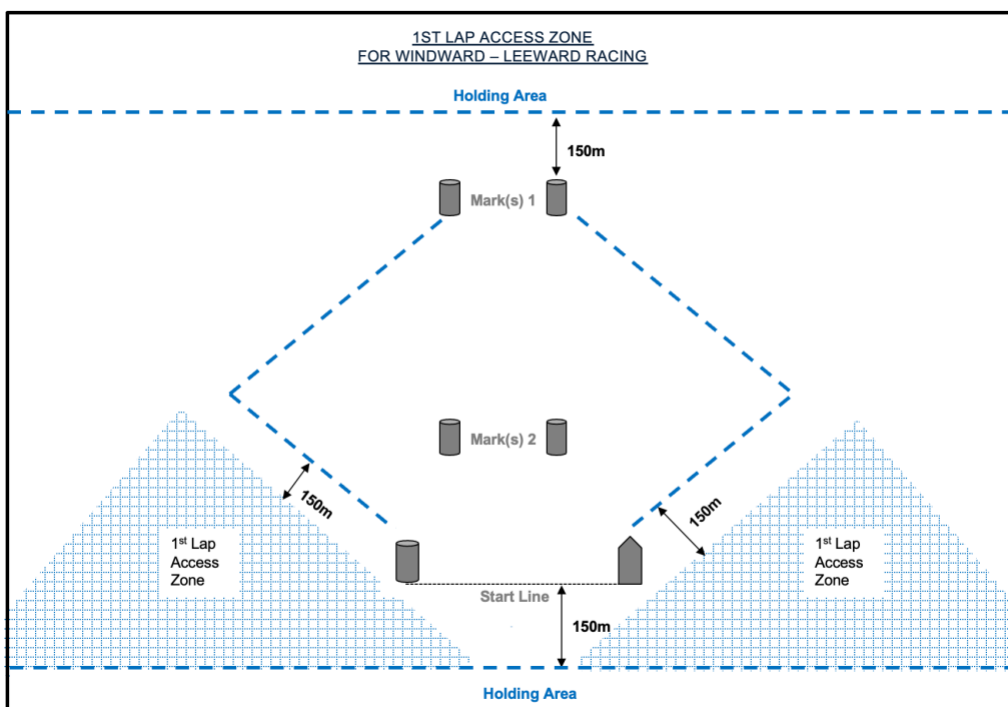 1ST LAP ACCESS ZONE
FOR WINDWARD – LEEWARD RACING
Holding Area
150m
Mark(s) 1
Mark(s) 2
150m
150m
1st Lap
Access
Zone
1st Lap
Access
Zone
Start Line
150m
Holding Area